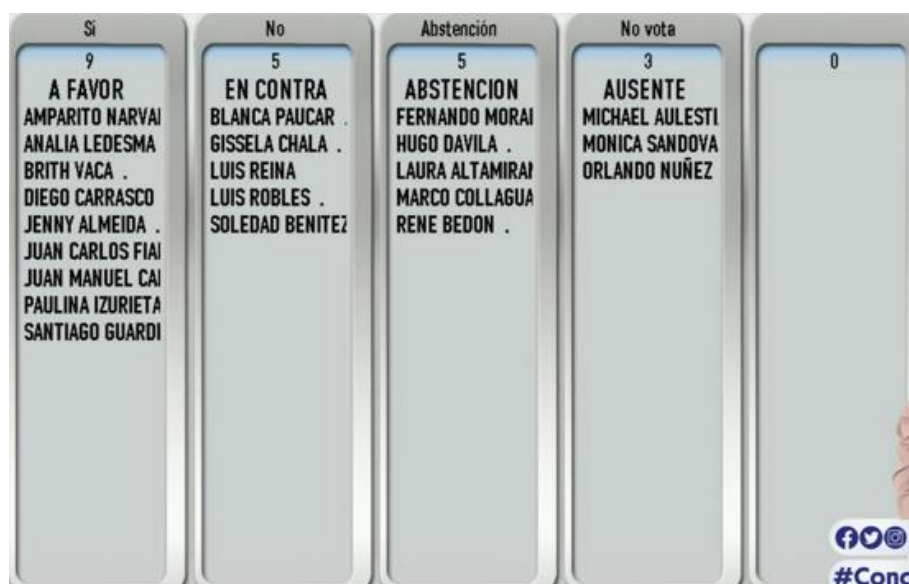 Si
9
A FAVOR
AMPARITO NARVAI
ANALIA LEDESMA
BRITH VACA .
DIEGO CARRASCO
JENNY ALMEIDA .
JUAN CARLOS FIAI
JUAN MANUEL CAI
PAULINA IZURIETA
SANTIAGO GUARDI
No
5
EN CONTRA
BLANCA PAUCAR .
GISSELA CHALA .
LUIS REINA
LUIS ROBLES .
SOLEDAD BENITEZ
Abstención
5
ABSTENCION
FERNANDO MORAI
HUGO DAVILA .
LAURA ALTAMIRAN
MARCO COLLAGUA
RENE BEDON .
No vota
3
AUSENTE
MICHAEL AULESTI
MONICA SANDOVA
ORLANDO NUÑEZ
0
#Conc